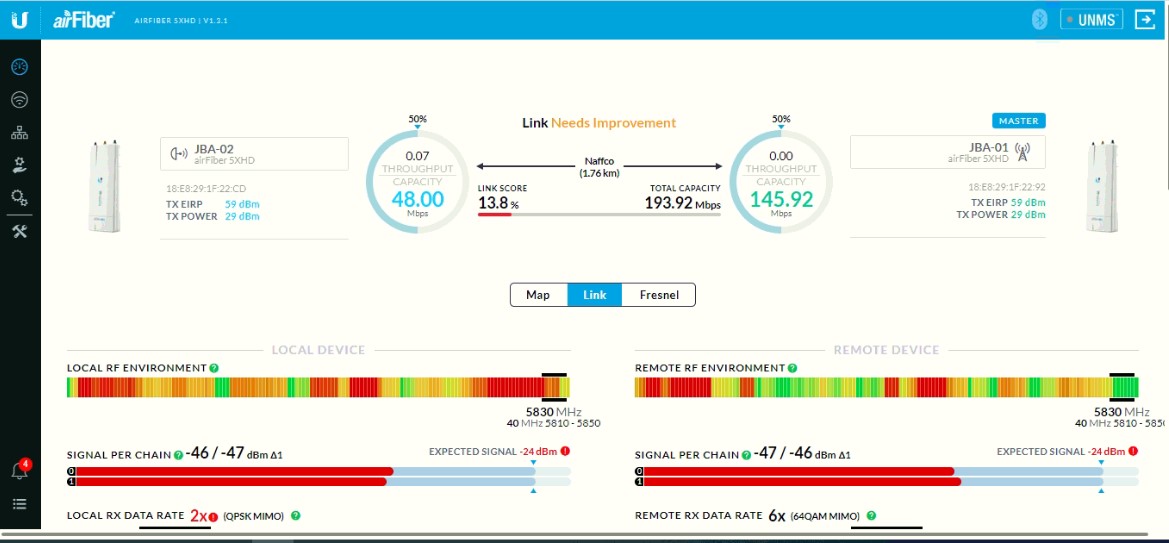 airFiber® AIRFIBER 5XHD | V1.2.1 UNMS™
50% Link Needs Improvement 50% MASTER
JBA-02
airFiber 5XHD
0.07
THROUGHPUT
CAPACITY
48.00
Mbps
Naffco
(1.76 km)
0.00
THROUGHPUT
CAPACITY
145.92
Mbps
JBA-01
airFiber 5XHD
18:E8:29:1F:22:CD
TX EIRP 59 dBm
TX POWER 29 dBm
LINK SCORE
13.8 %
TOTAL CAPACITY
193.92 Mbps
18:E8:29:1F:22:92
TX EIRP 59 dBm
TX POWER 29 dBm
Map Link Fresnel
LOCAL DEVICE
LOCAL RF ENVIRONMENT ?
5830 MHz
40 MHz 5810 - 5850
SIGNAL PER CHAIN ? -46 / -47 dBm Δ1 EXPECTED SIGNAL -24 dBm !
0
1
LOCAL RX DATA RATE 2x ! (QPSK MIMO) ?
REMOTE DEVICE
REMOTE RF ENVIRONMENT ?
5830 MHz
40 MHz 5810 - 585
SIGNAL PER CHAIN ? -47 / -46 dBm Δ1 EXPECTED SIGNAL -24 dBm !
0
1
REMOTE RX DATA RATE 6x (64QAM MIMO) ?
4